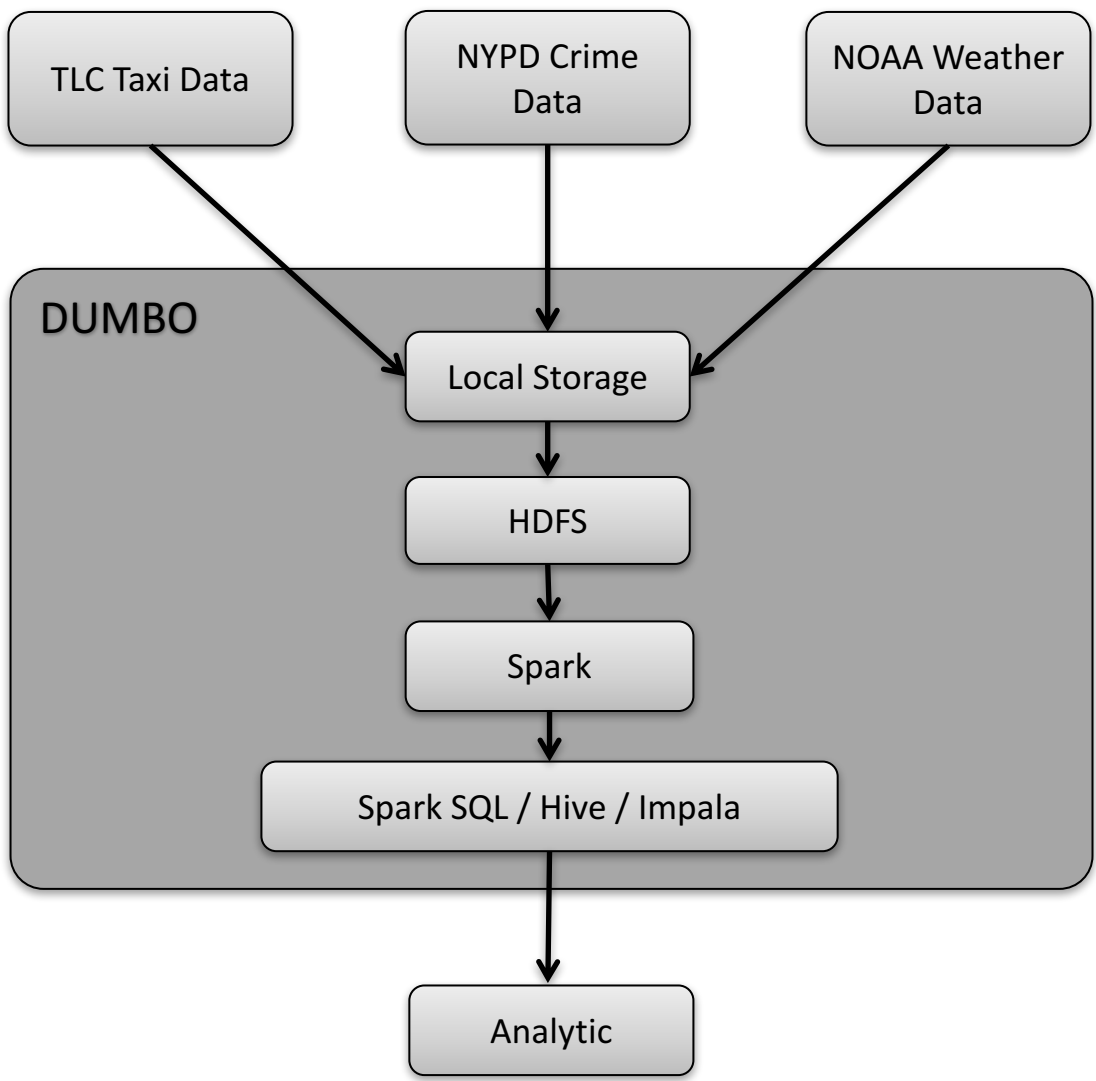 TLC Taxi Data
NYPD Crime
Data
NOAA Weather
Data
DUMBO
Local Storage
HDFS
Spark
Spark SQL / Hive / Impala
Analytic